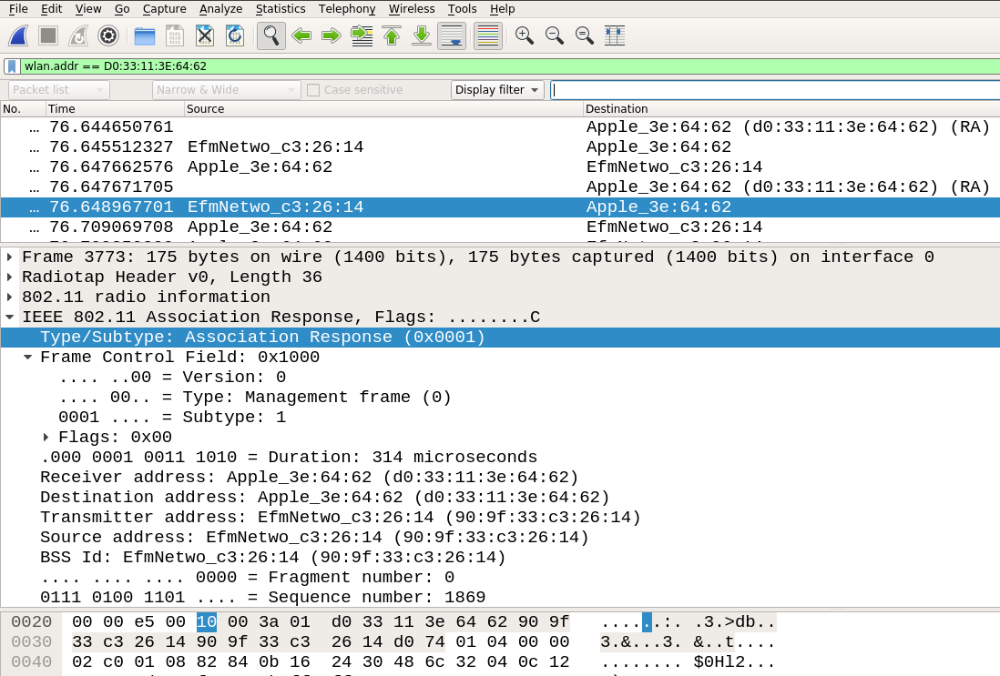 File Edit View Go Capture Analyze Statistics Telephony Wireless Tools Help
wlan.addr == D0:33:11:3E:64:62
Packet list Narrow & Wide Case sensitive Display filter
No. Time Source Destination
... 76.644650761 Apple_3e:64:62 (d0:33:11:3e:64:62) (RA)
... 76.645512327 EfmNetwo_c3:26:14 Apple_3e:64:62
... 76.647662576 Apple_3e:64:62 EfmNetwo_c3:26:14
... 76.647671705 Apple_3e:64:62 (d0:33:11:3e:64:62) (RA)
... 76.648967701 EfmNetwo_c3:26:14 Apple_3e:64:62
... 76.709069708 Apple_3e:64:62 EfmNetwo_c3:26:14
Frame 3773: 175 bytes on wire (1400 bits), 175 bytes captured (1400 bits) on interface 0
Radiotap Header v0, Length 36
802.11 radio information
IEEE 802.11 Association Response, Flags: ........C
Type/Subtype: Association Response (0x0001)
Frame Control Field: 0x1000
.... ..00 = Version: 0
.... 00.. = Type: Management frame (0)
0001 .... = Subtype: 1
Flags: 0x00
.000 0001 0011 1010 = Duration: 314 microseconds
Receiver address: Apple_3e:64:62 (d0:33:11:3e:64:62)
Destination address: Apple_3e:64:62 (d0:33:11:3e:64:62)
Transmitter address: EfmNetwo_c3:26:14 (90:9f:33:c3:26:14)
Source address: EfmNetwo_c3:26:14 (90:9f:33:c3:26:14)
BSS Id: EfmNetwo_c3:26:14 (90:9f:33:c3:26:14)
.... .... .... 0000 = Fragment number: 0
0111 0100 1101 .... = Sequence number: 1869
0020 00 00 e5 00 10 00 3a 01 d0 33 11 3e 64 62 90 9f ......:. .3.>db..
0030 33 c3 26 14 90 9f 33 c3 26 14 d0 74 01 04 00 00 3.&...3. &..t....
0040 02 c0 01 08 82 84 0b 16 24 30 48 6c 32 04 0c 12 ........ $0Hl2...